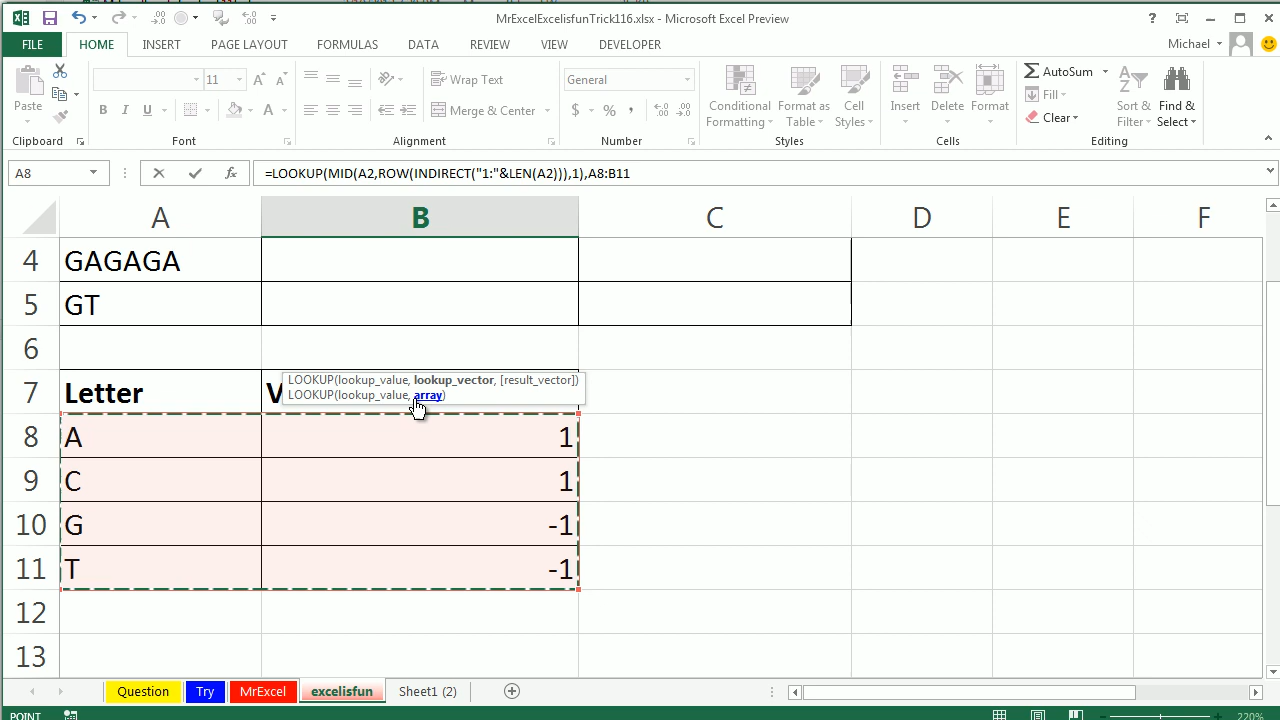 MrExcelExcelisfunTrick116.xlsx - Microsoft Excel Preview
FILE HOME INSERT PAGE LAYOUT FORMULAS DATA REVIEW VIEW DEVELOPER Michael
Paste
11
B I U
Wrap Text
Merge & Center
General
$ % ,
Conditional Formatting
Format as Table
Cell Styles
Insert
Delete
Format
AutoSum
Fill
Clear
Sort & Filter
Find & Select
Clipboard Font Alignment Number Styles Cells Editing
A8 fx =LOOKUP(MID(A2,ROW(INDIRECT("1:"&LEN(A2))),1),A8:B11
A B C D E F
4 GAGAGA
5 GT
6
LOOKUP(lookup_value, lookup_vector, [result_vector])
LOOKUP(lookup_value, array)
7 Letter V
8 A 1
9 C 1
10 G -1
11 T -1
12
13
Question Try MrExcel excelisfun Sheet1 (2)
POINT 220%